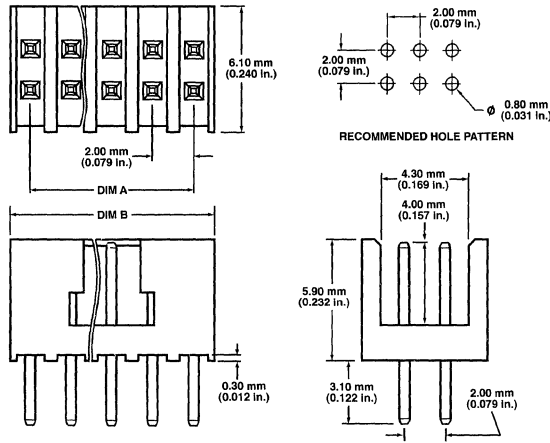 6.10 mm
(0.240 in.)
2.00 mm
(0.079 in.)
DIM A
DIM B
2.00 mm
(0.079 in.)
2.00 mm
(0.079 in.)
Ø 0.80 mm
(0.031 in.)
RECOMMENDED HOLE PATTERN
4.30 mm
(0.169 in.)
4.00 mm
(0.157 in.)
5.90 mm
(0.232 in.)
0.30 mm
(0.012 in.)
3.10 mm
(0.122 in.)
2.00 mm
(0.079 in.)